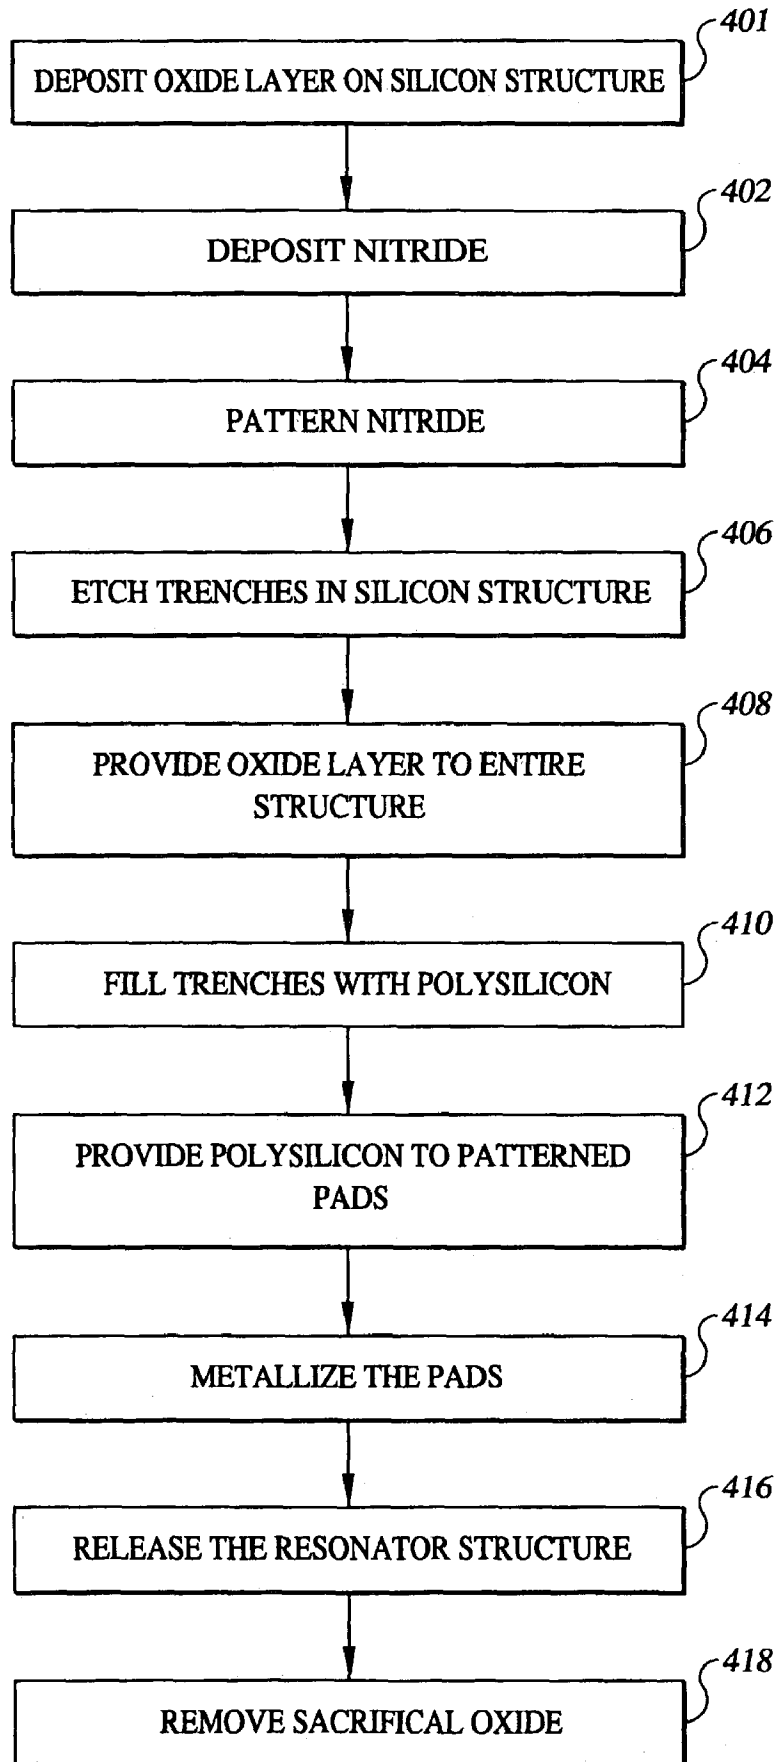 401
DEPOSIT OXIDE LAYER ON SILICON STRUCTURE
402
DEPOSIT NITRIDE
404
PATTERN NITRIDE
406
ETCH TRENCHES IN SILICON STRUCTURE
408
PROVIDE OXIDE LAYER TO ENTIRE
STRUCTURE
410
FILL TRENCHES WITH POLYSILICON
412
PROVIDE POLYSILICON TO PATTERNED
PADS
414
METALLIZE THE PADS
416
RELEASE THE RESONATOR STRUCTURE
418
REMOVE SACRIFICAL OXIDE